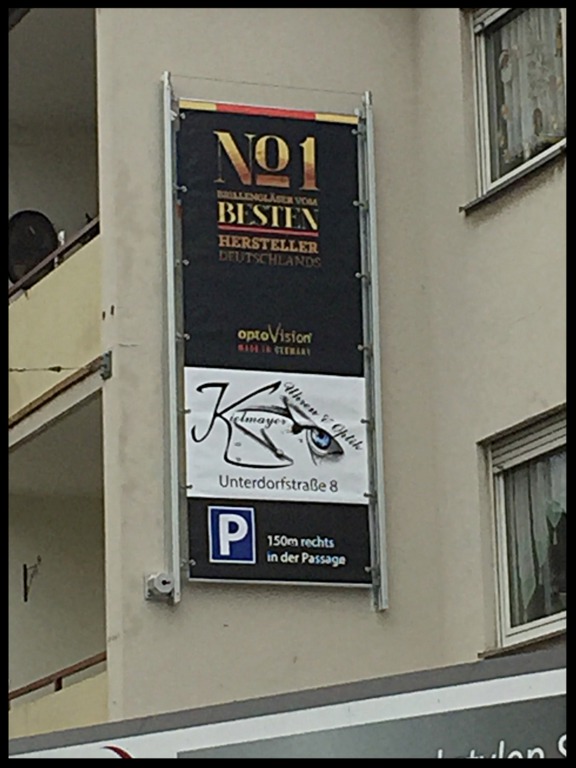 No1
BRILLENGLÄSER VOM
BESTEN
HERSTELLER
DEUTSCHLANDS
optoVision
MADE IN GERMANY
Kielmayer
Uhren & Optik
Unterdorfstraße 8
P
150m rechts
in der Passage